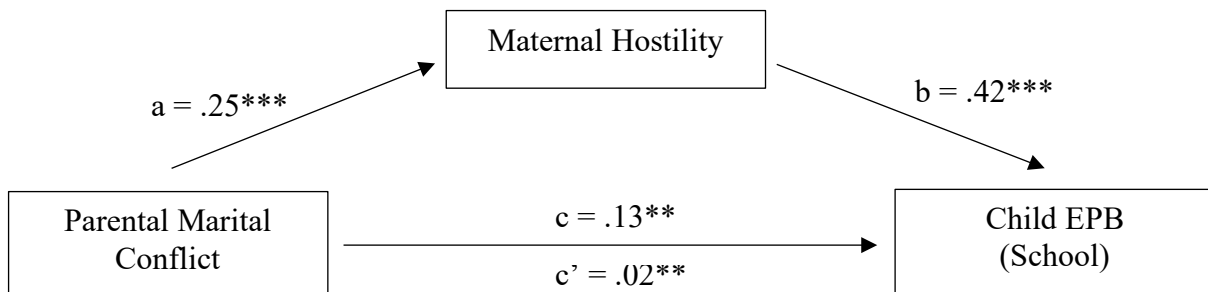 Maternal Hostility
a = .25***
b = .42***
Parental Marital
Conflict
c = .13**
c’ = .02**
Child EPB
(School)